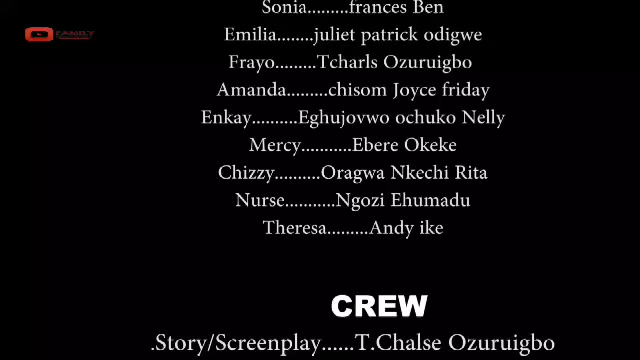 Sonia.........frances Ben
FAMILY
Emilia........juliet patrick odigwe
Frayo.........Tcharls Ozuruigbo
Amanda.........chisom Joyce friday
Enkay..........Eghujovwo ochuko Nelly
Mercy...........Ebere Okeke
Chizzy..........Oragwa Nkechi Rita
Nurse...........Ngozi Ehumadu
Theresa.........Andy ike
CREW
.Story/Screenplay......T.Chalse Ozuruigbo